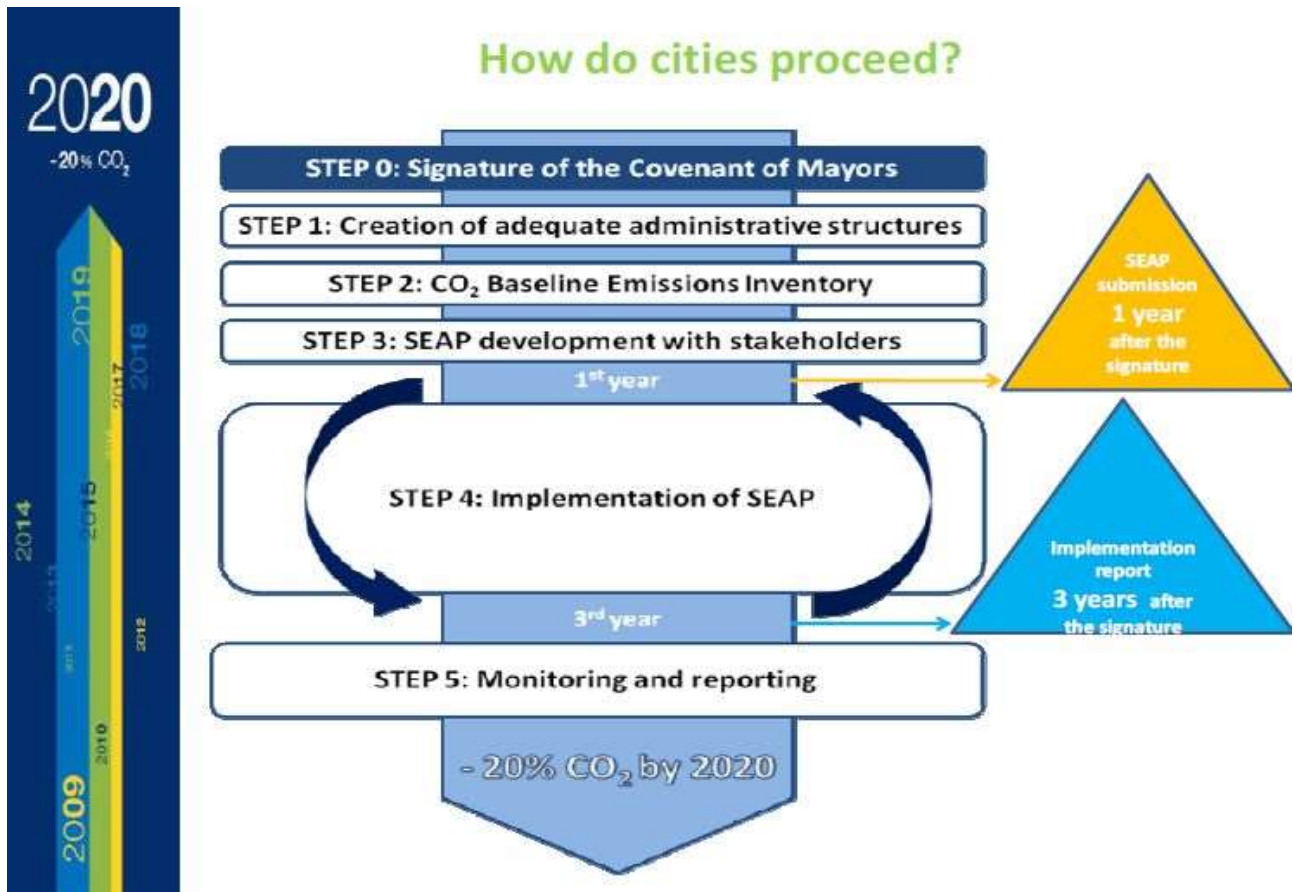 How do cities proceed?
2020
-20% CO₂
2019
2018
2017
2015
2014
2013
2012
2010
2009
STEP 0: Signature of the Covenant of Mayors
STEP 1: Creation of adequate administrative structures
STEP 2: CO₂ Baseline Emissions Inventory
STEP 3: SEAP development with stakeholders
1st year
SEAP
submission
1 year
after the
signature
STEP 4: Implementation of SEAP
3rd year
Implementation
report
3 years after
the signature
STEP 5: Monitoring and reporting
- 20% CO₂ by 2020